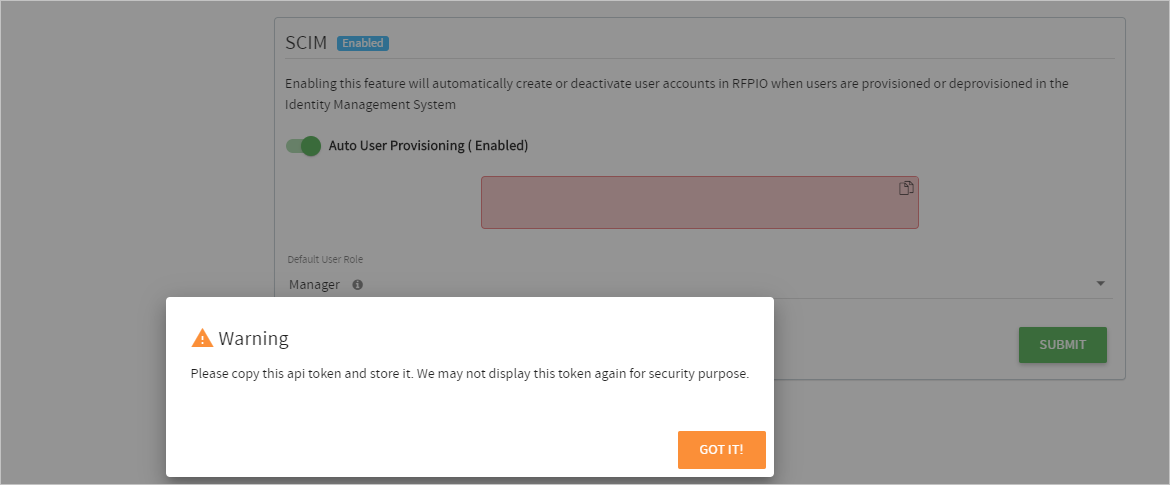 SCIM Enabled
Enabling this feature will automatically create or deactivate user accounts in RFPIO when users are provisioned or deprovisioned in the
Identity Management System
Auto User Provisioning ( Enabled)
Default User Role
Manager
SUBMIT
Warning
Please copy this api token and store it. We may not display this token again for security purpose.
GOT IT!